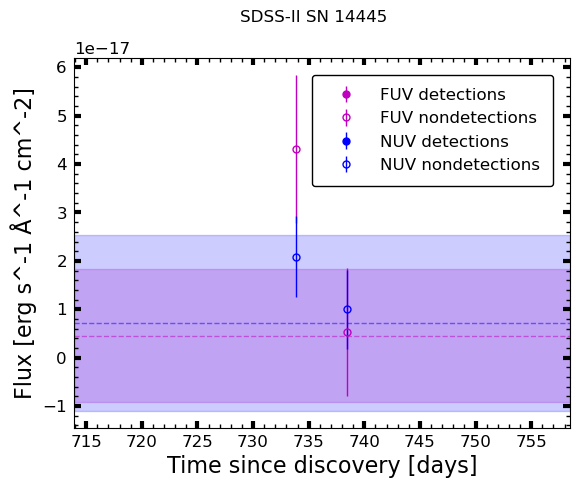 SDSS-II SN 14445
1e−17
FUV detections
FUV nondetections
NUV detections
NUV nondetections
6
5
4
3
2
1
0
−1
Flux [erg s^-1 Å^-1 cm^-2]
715 720 725 730 735 740 745 750 755
Time since discovery [days]